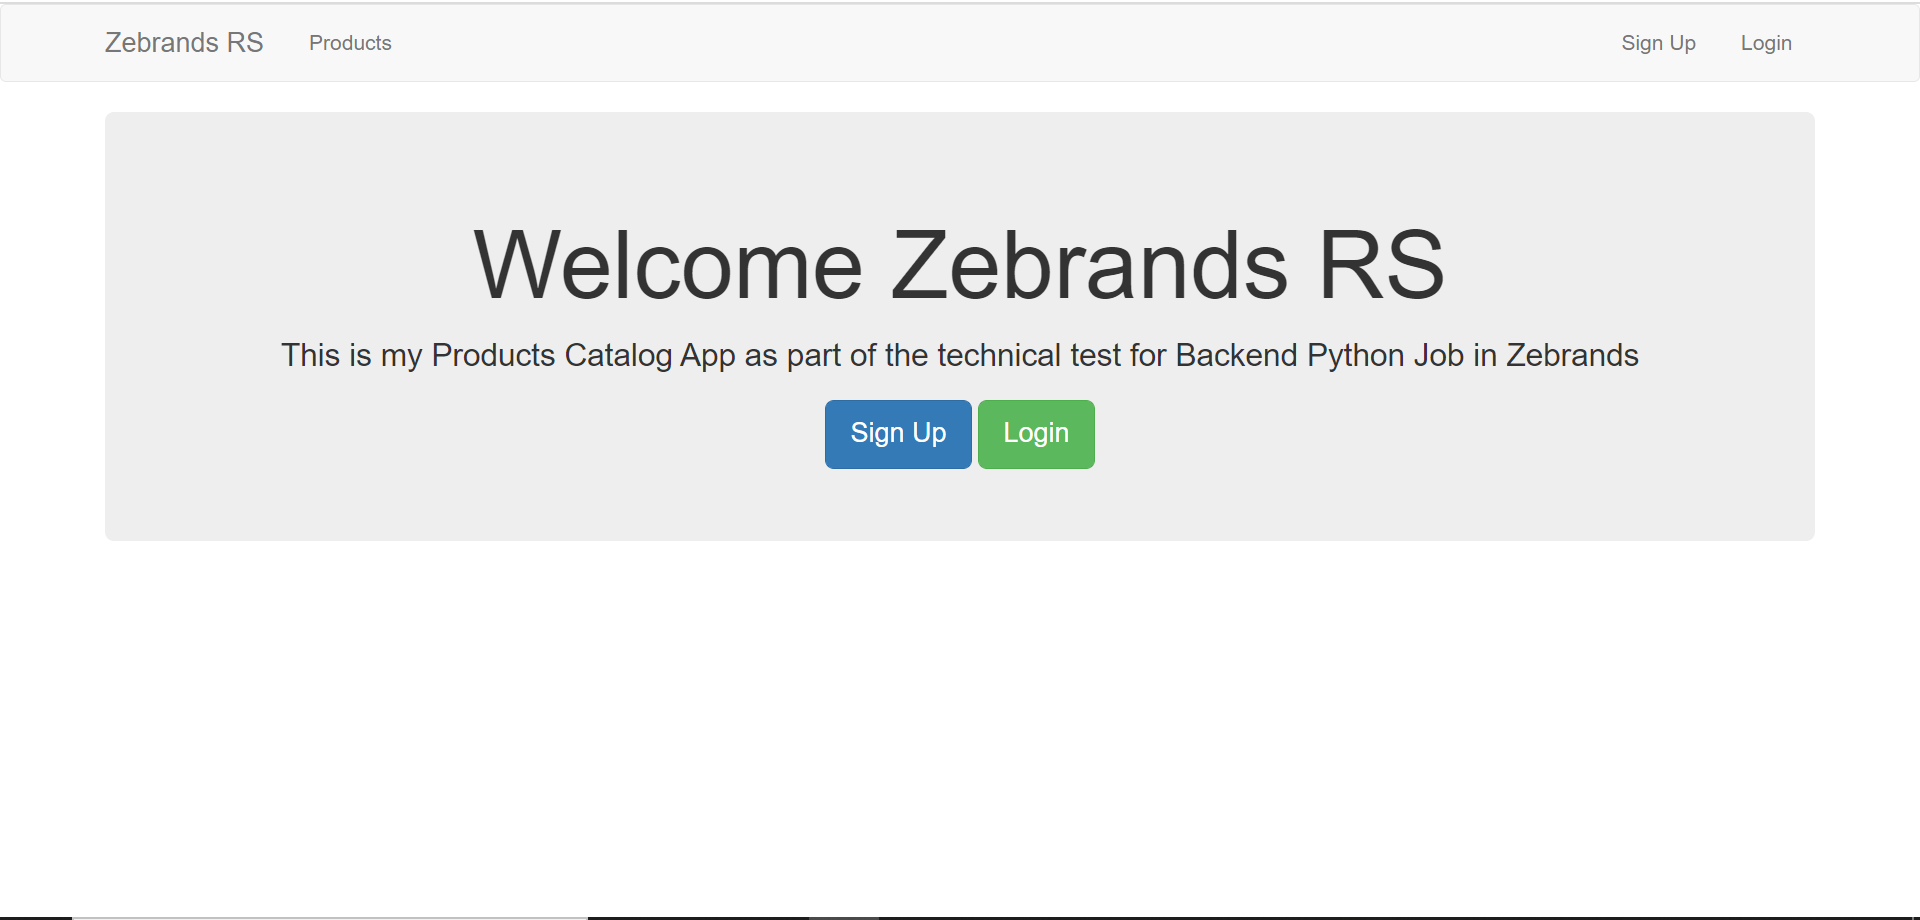 Zebrands RS Products Sign Up Login
Welcome Zebrands RS
This is my Products Catalog App as part of the technical test for Backend Python Job in Zebrands
Sign Up Login